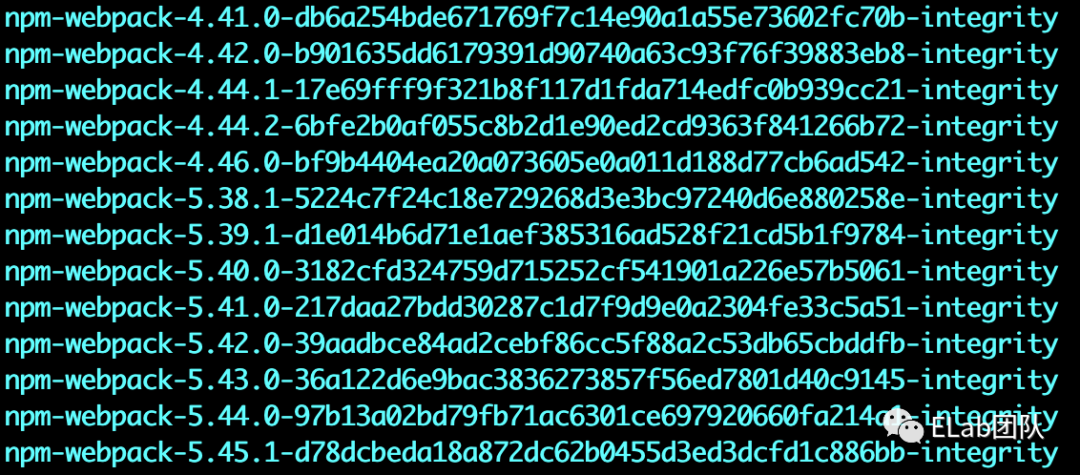 npm-webpack-4.41.0-db6a254bde671769f7c14e90a1a55e73602fc70b-integrity
npm-webpack-4.42.0-b901635dd6179391d90740a63c93f76f39883eb8-integrity
npm-webpack-4.44.1-17e69fff9f321b8f117d1fda714edfc0b939cc21-integrity
npm-webpack-4.44.2-6bfe2b0af055c8b2d1e90ed2cd9363f841266b72-integrity
npm-webpack-4.46.0-bf9b4404ea20a073605e0a011d188d77cb6ad542-integrity
npm-webpack-5.38.1-5224c7f24c18e729268d3e3bc97240d6e880258e-integrity
npm-webpack-5.39.1-d1e014b6d71e1aef385316ad528f21cd5b1f9784-integrity
npm-webpack-5.40.0-3182cfd324759d715252cf541901a226e57b5061-integrity
npm-webpack-5.41.0-217daa27bdd30287c1d7f9d9e0a2304fe33c5a51-integrity
npm-webpack-5.42.0-39aadbce84ad2cebf86cc5f88a2c53db65cbddfb-integrity
npm-webpack-5.43.0-36a122d6e9bac3836273857f56ed7801d40c9145-integrity
npm-webpack-5.44.0-97b13a02bd79fb71ac6301ce697920660fa214c
ELab团队
npm-webpack-5.45.1-d78dcbeda18a872dc62b0455d3ed3dcfd1c886bb-integrity